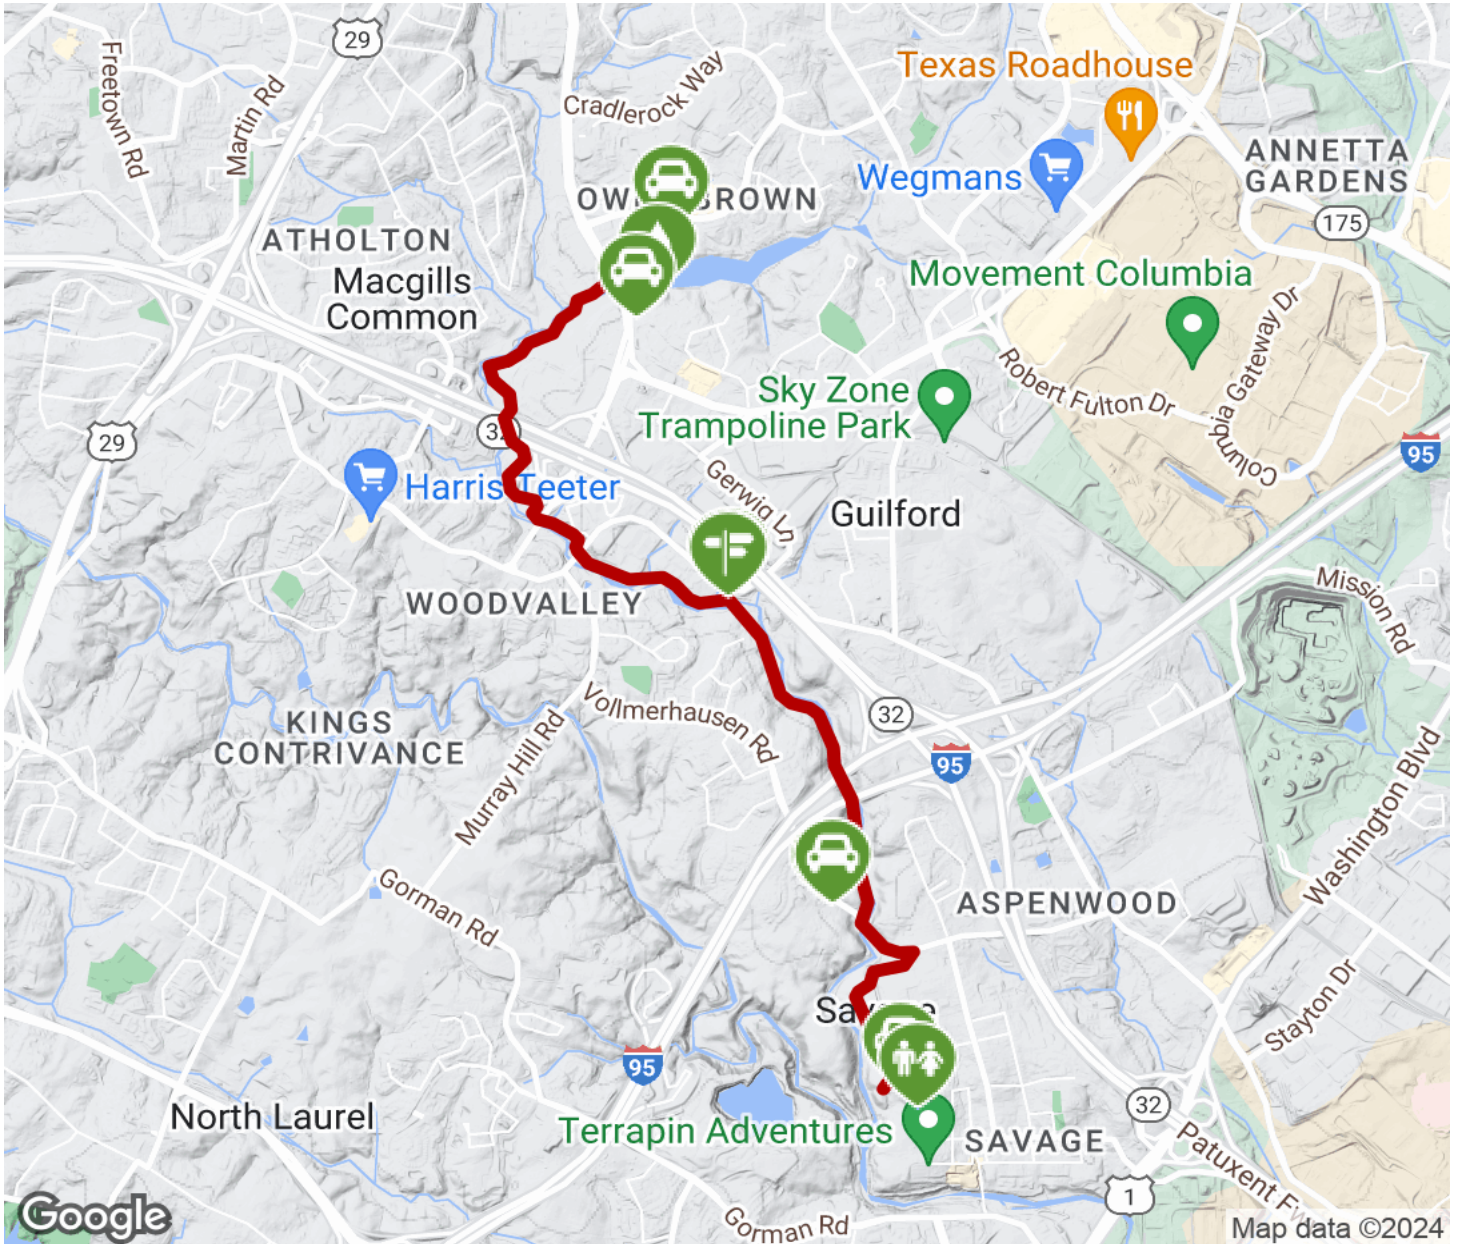 29
Freetown Rd
Martin Rd
Cradlerock Way
Texas Roadhouse
Wegmans
ANNETTA
GARDENS
175
BROWN
ATHOLTON
Macgills
Common
Movement Columbia
Columbia Gateway Dr
Robert Fulton Dr
Sky Zone
Trampoline Park
29
95
Harris Teeter
Gerwig Ln
Guilford
WOODVALLEY
Mission Rd
Vollmerhausen Rd
32
KINGS
CONTRIVANCE
Murray Hill Rd
95
Washington Blvd
Gorman Rd
ASPENWOOD
Stayton Dr
95
North Laurel
Terrapin Adventures
SAVAGE
32
Patuxent
1
Google
Gorman Rd
Map data ©2024